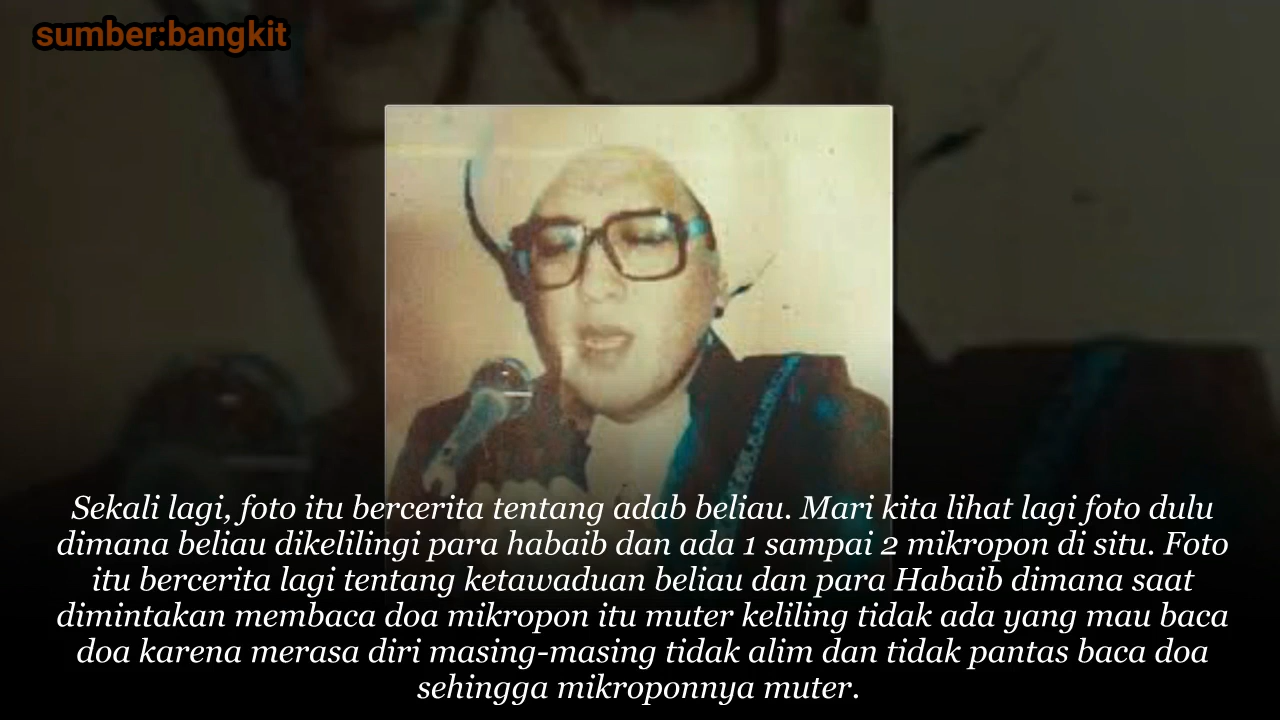 sumber:bangkit
Sekali lagi, foto itu bercerita tentang adab beliau. Mari kita lihat lagi foto dulu
dimana beliau dikelilingi para habaib dan ada 1 sampai 2 mikropon di situ. Foto
itu bercerita lagi tentang ketawaduan beliau dan para Habaib dimana saat
dimintakan membaca doa mikropon itu muter keliling tidak ada yang mau baca
doa karena merasa diri masing-masing tidak alim dan tidak pantas baca doa
sehingga mikroponnya muter.